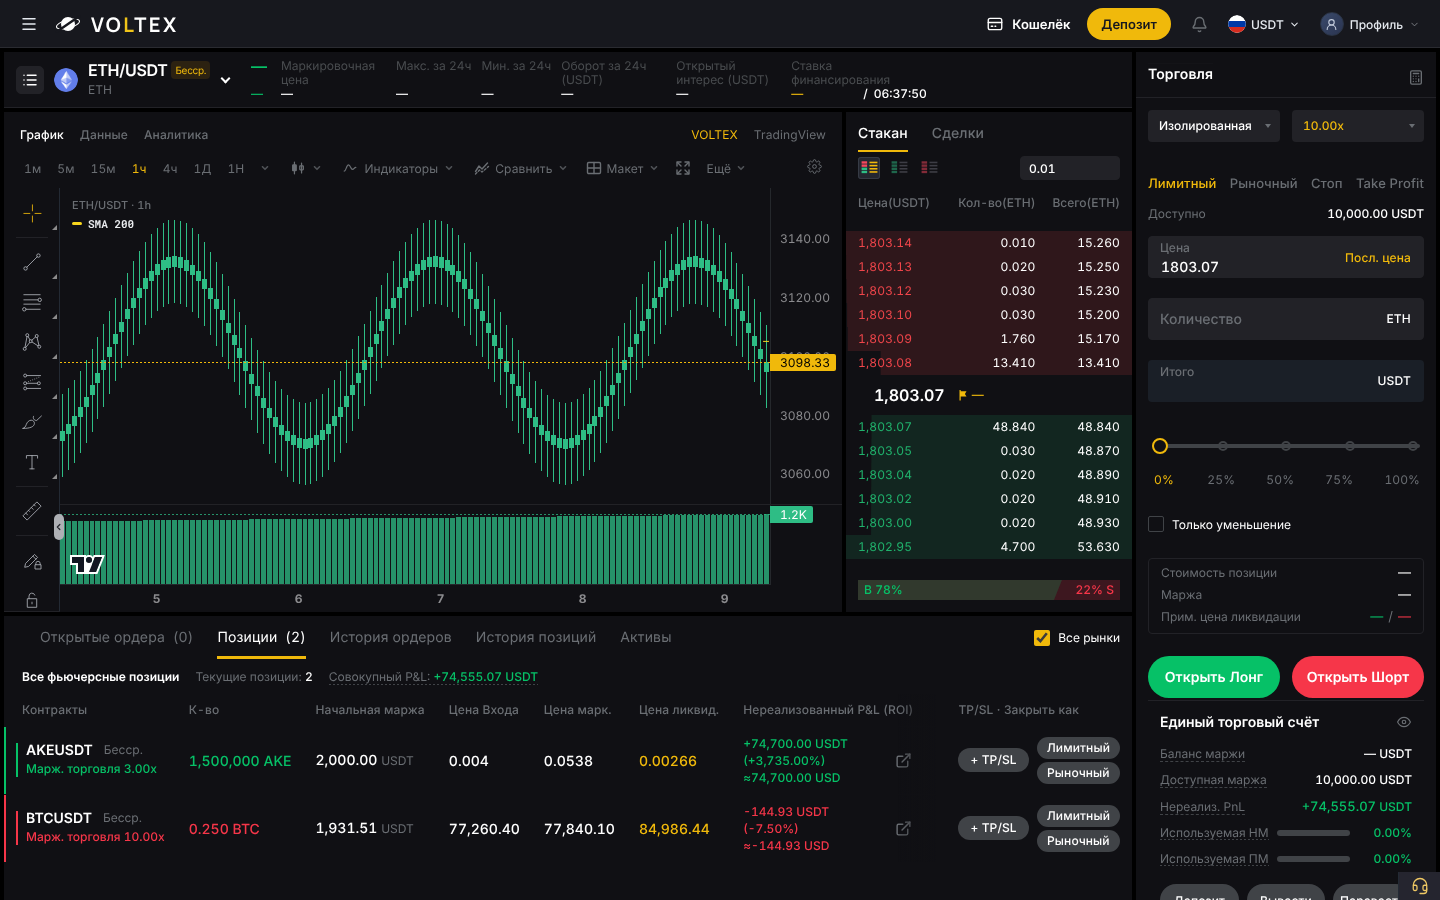 VOLTEX
Кошелёк
Депозит
USDT
Профиль
ETH/USDT Бесср.
ETH
—
—
Маркировочная цена
—
Макс. за 24ч
—
Мин. за 24ч
—
Оборот за 24ч (USDT)
—
Открытый интерес (USDT)
—
Ставка финансирования
— / 06:37:50
График Данные Аналитика
VOLTEX TradingView
1м 5м 15м 1ч 4ч 1Д 1Н
Индикаторы Сравнить Макет Ещё
ETH/USDT · 1h
SMA 200
3140.00
3120.00
3098.33
3080.00
3060.00
1.2K
5 6 7 8 9
Стакан Сделки
0.01
Цена(USDT) Кол-во(ETH) Всего(ETH)
1,803.14 0.010 15.260
1,803.13 0.020 15.250
1,803.12 0.030 15.230
1,803.10 0.030 15.200
1,803.09 1.760 15.170
1,803.08 13.410 13.410
1,803.07 —
1,803.07 48.840 48.840
1,803.05 0.030 48.870
1,803.04 0.020 48.890
1,803.02 0.020 48.910
1,803.00 0.020 48.930
1,802.95 4.700 53.630
B 78% 22% S
Торговля
Изолированная 10.00x
Лимитный Рыночный Стоп Take Profit
Доступно 10,000.00 USDT
Цена
1803.07 Посл. цена
Количество ETH
Итого
USDT
0% 25% 50% 75% 100%
Только уменьшение
Стоимость позиции —
Маржа —
Прим. цена ликвидации — / —
Открыть Лонг Открыть Шорт
Единый торговый счёт
Баланс маржи — USDT
Доступная маржа 10,000.00 USDT
Нереализ. PnL +74,555.07 USDT
Используемая НМ 0.00%
Используемая ПМ 0.00%
Депозит Вывести
Открытые ордера (0) Позиции (2) История ордеров История позиций Активы
Все рынки
Все фьючерсные позиции Текущие позиции: 2 Совокупный P&L: +74,555.07 USDT
Контракты К-во Начальная маржа Цена Входа Цена марк. Цена ликвид. Нереализованный P&L (ROI) TP/SL · Закрыть как
AKEUSDT Бесср.
Марж. торговля 3.00x
1,500,000 AKE 2,000.00 USDT 0.004 0.0538 0.00266
+74,700.00 USDT
(+3,735.00%)
≈74,700.00 USD
+ TP/SL
Лимитный
Рыночный
BTCUSDT Бесср.
Марж. торговля 10.00x
0.250 BTC 1,931.51 USDT 77,260.40 77,840.10 84,986.44
-144.93 USDT
(-7.50%)
≈-144.93 USD
+ TP/SL
Лимитный
Рыночный